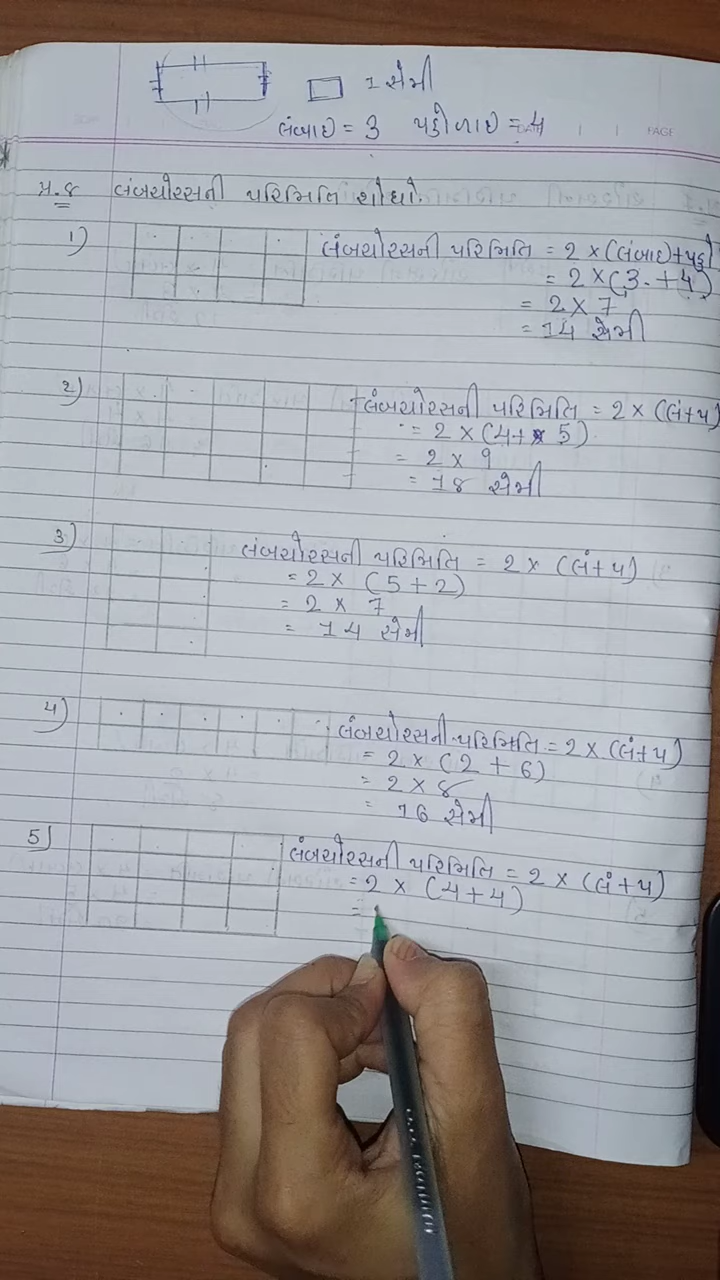 1 સેમી
લંબાઇ = 3 પહોળાઇ = 4
PAGE
પ્ર.૪ લંબચોરસની પરિમિતિ શોધો.
1) લંબચોરસની પરિમિતિ = 2 × (લંબાઇ+પહો
= 2 × (3 + 4)
= 2 × 7
= 14 સેમી
2) લંબચોરસની પરિમિતિ = 2 × (લં+પ)
= 2 × (4 + 5)
= 2 × 9
= 18 સેમી
3) લંબચોરસની પરિમિતિ = 2 × (લં+પ)
= 2 × (5+2)
= 2 × 7
= 14 સેમી
4) લંબચોરસની પરિમિતિ = 2 × (લં+પ)
= 2 × (2 + 6)
= 2 × 8
= 16 સેમી
5) લંબચોરસની પરિમિતિ = 2 × (લં+પ)
= 2 × (4+4)
=